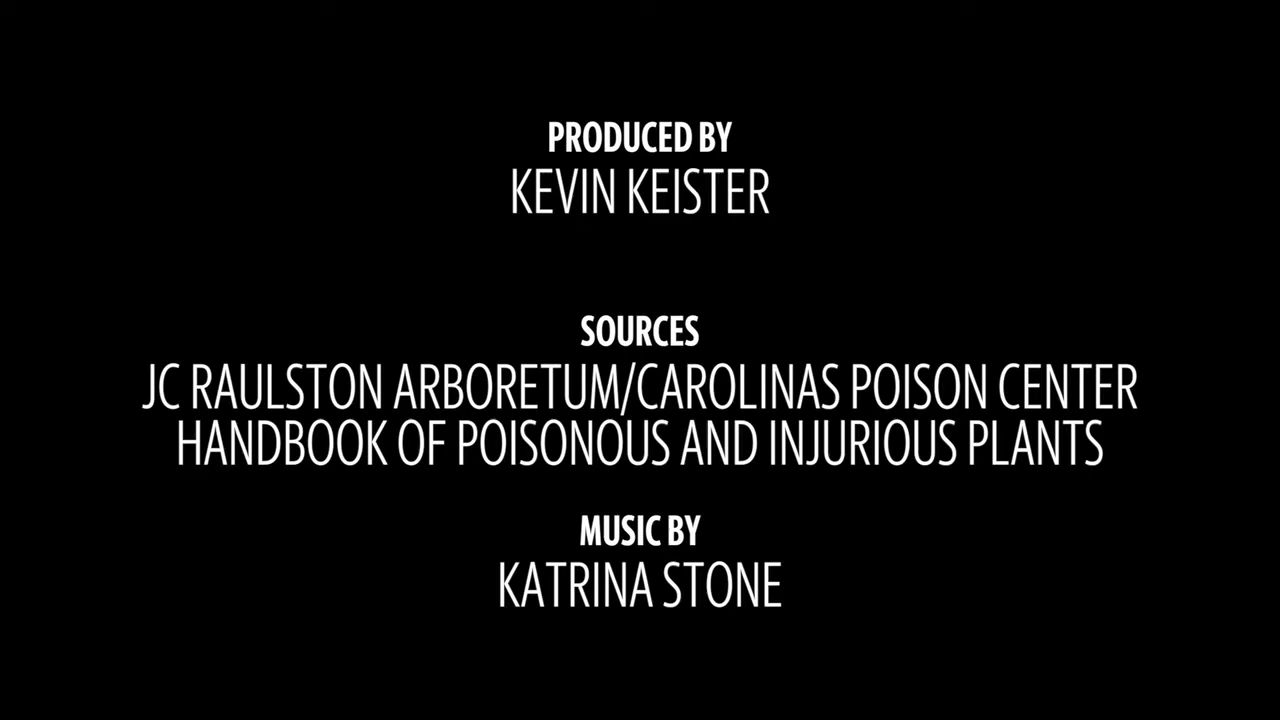 PRODUCED BY
KEVIN KEISTER
SOURCES
JC RAULSTON ARBORETUM/CAROLINAS POISON CENTER
HANDBOOK OF POISONOUS AND INJURIOUS PLANTS
MUSIC BY
KATRINA STONE